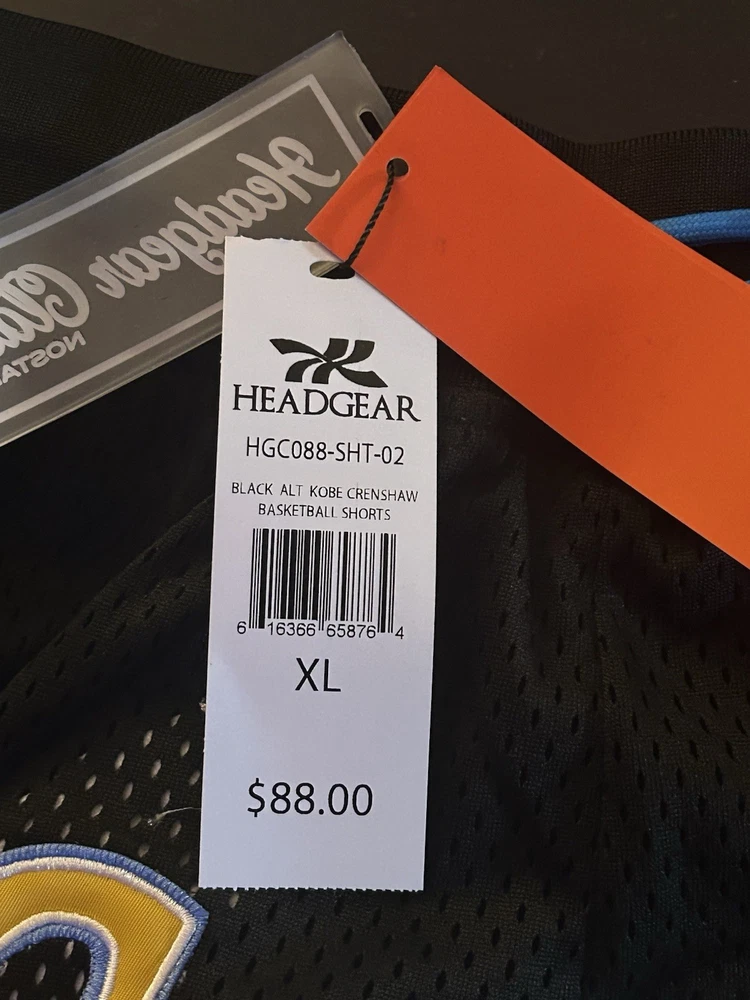 Headgear Cla
NOSTA
HEADGEAR
HGC088-SHT-02
BLACK ALT KOBE CRENSHAW
BASKETBALL SHORTS
6 16366 65876 4
XL
$88.00